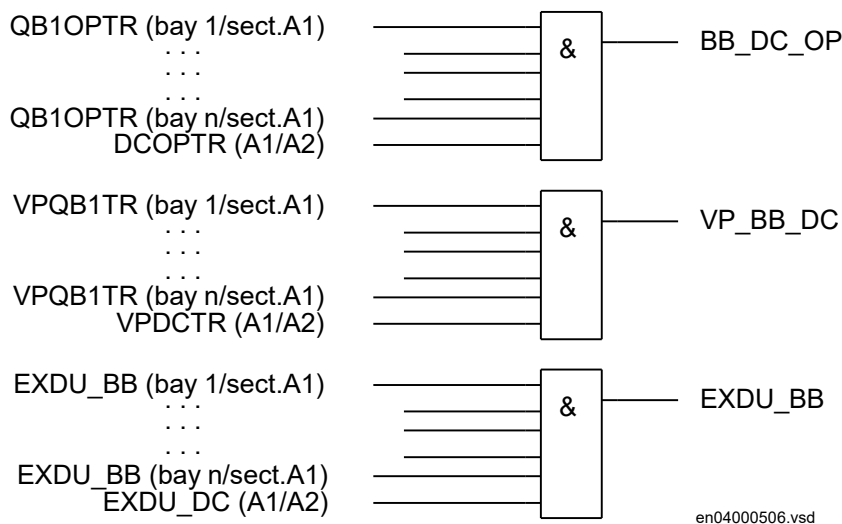 QB1OPTR (bay 1/sect.A1)
. . .
. . .
. . .
QB1OPTR (bay n/sect.A1)
DCOPTR (A1/A2)
&
BB_DC_OP
VPQB1TR (bay 1/sect.A1)
. . .
. . .
. . .
VPQB1TR (bay n/sect.A1)
VPDCTR (A1/A2)
&
VP_BB_DC
EXDU_BB (bay 1/sect.A1)
. . .
. . .
. . .
EXDU_BB (bay n/sect.A1)
EXDU_DC (A1/A2)
&
EXDU_BB
en04000506.vsd